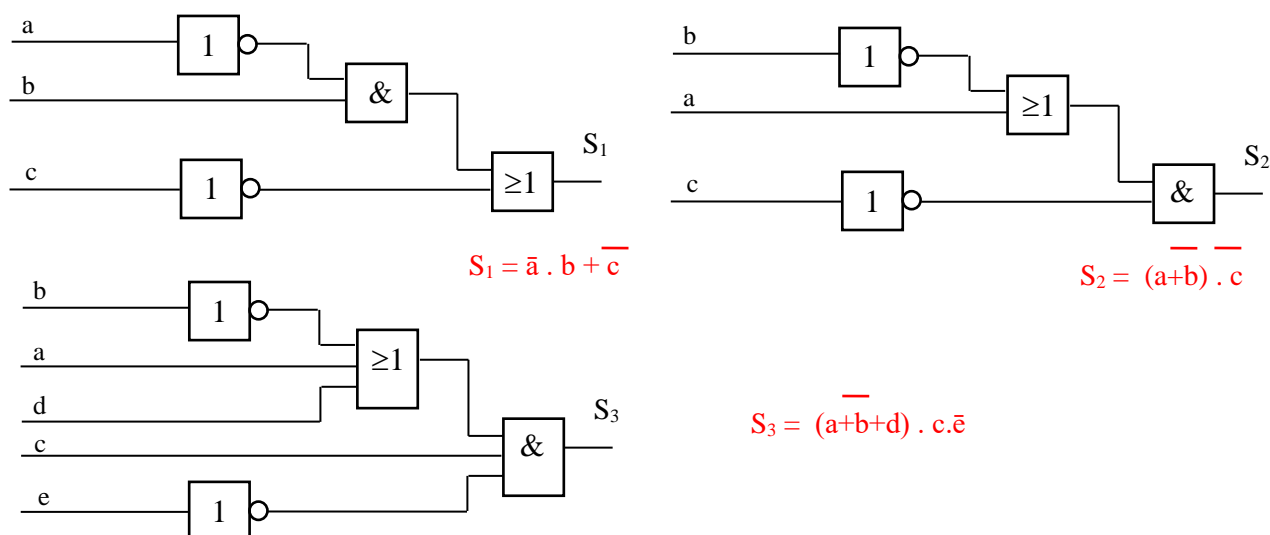 a
1
b
&
c
1
≥1
S₁
S₁ = ā . b + c̅
b
1
a
≥1
c
1
&
S₂
S₂ = (a+b̅) . c̅
b
1
a
≥1
d
c
&
S₃
e
1
S₃ = (a+b̅+d) . c.ē